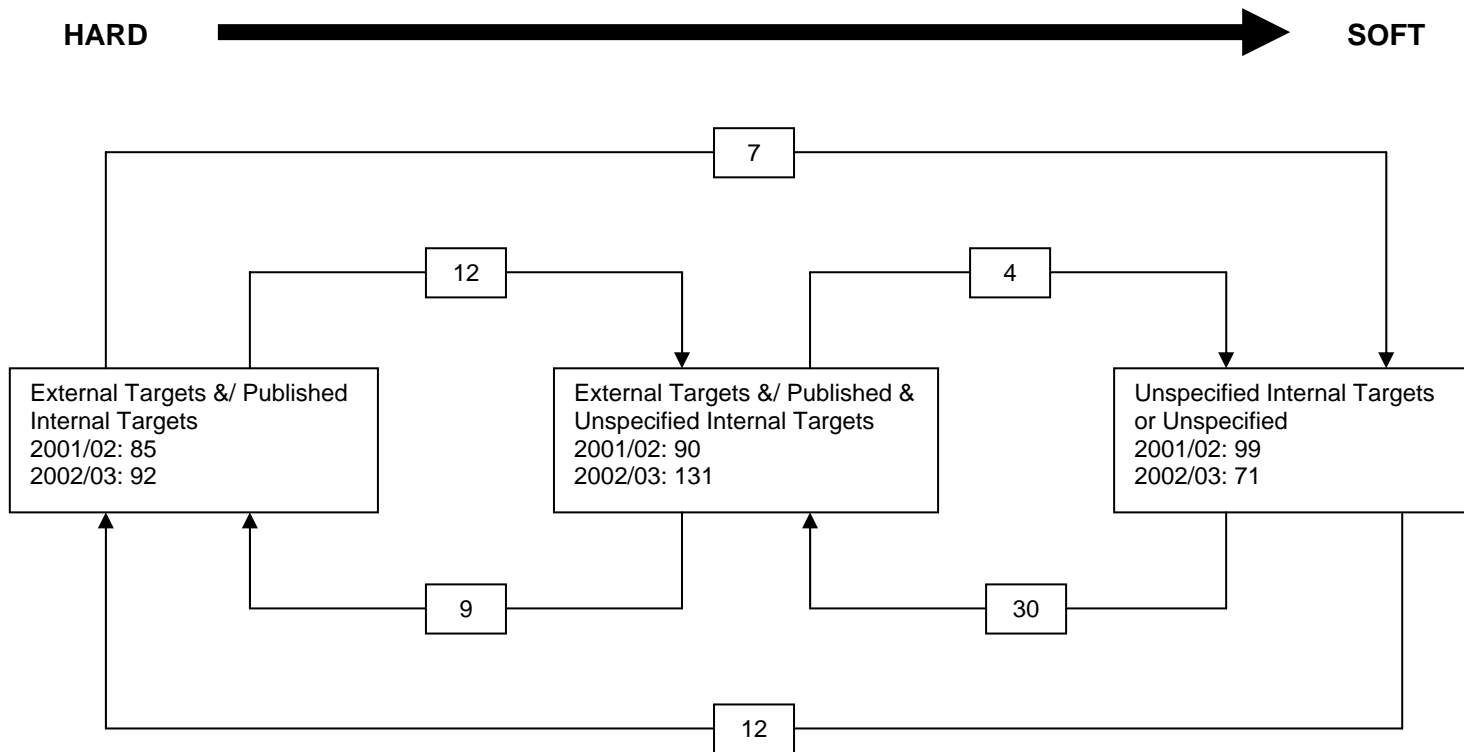 HARD SOFT
7
12 4
External Targets &/ Published
Internal Targets
2001/02: 85
2002/03: 92
External Targets &/ Published &
Unspecified Internal Targets
2001/02: 90
2002/03: 131
Unspecified Internal Targets
or Unspecified
2001/02: 99
2002/03: 71
9 30
12